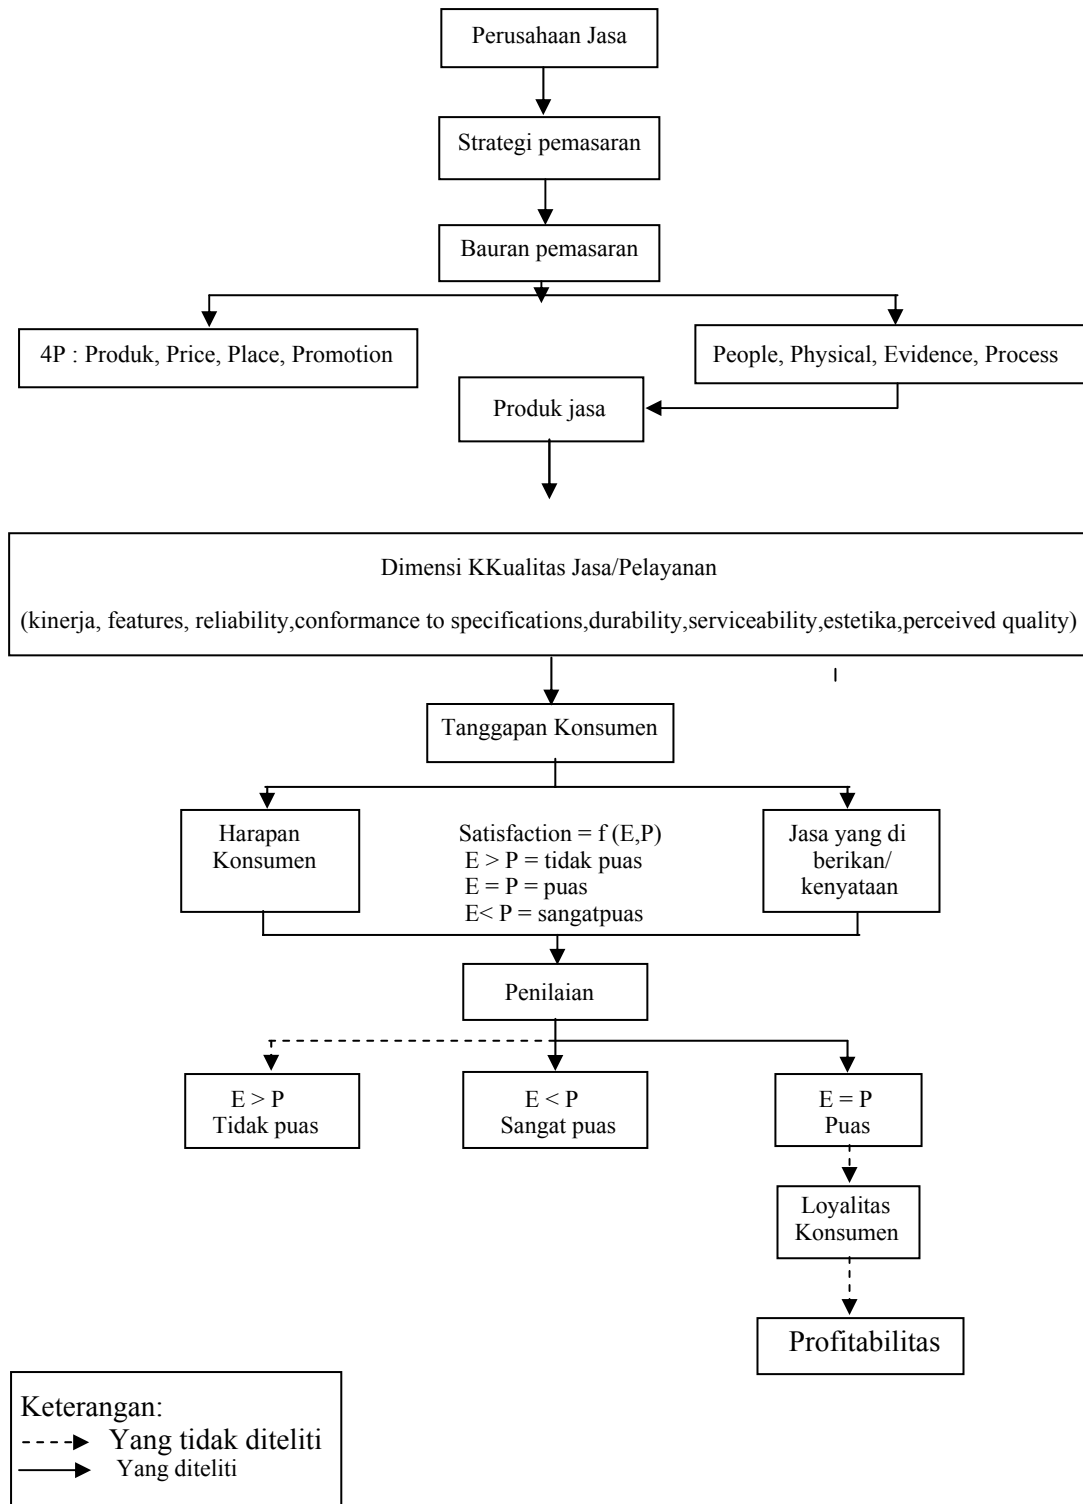 Perusahaan Jasa
Strategi pemasaran
Bauran pemasaran
4P : Produk, Price, Place, Promotion
People, Physical, Evidence, Process
Produk jasa
Dimensi KKualitas Jasa/Pelayanan
(kinerja, features, reliability,conformance to specifications,durability,serviceability,estetika,perceived quality)
Tanggapan Konsumen
Harapan
Konsumen
Satisfaction = f (E,P)
E > P = tidak puas
E = P = puas
E< P = sangatpuas
Jasa yang di
berikan/
kenyataan
Penilaian
E > P
Tidak puas
E < P
Sangat puas
E = P
Puas
Loyalitas
Konsumen
Profitabilitas
Keterangan:
Yang tidak diteliti
Yang diteliti